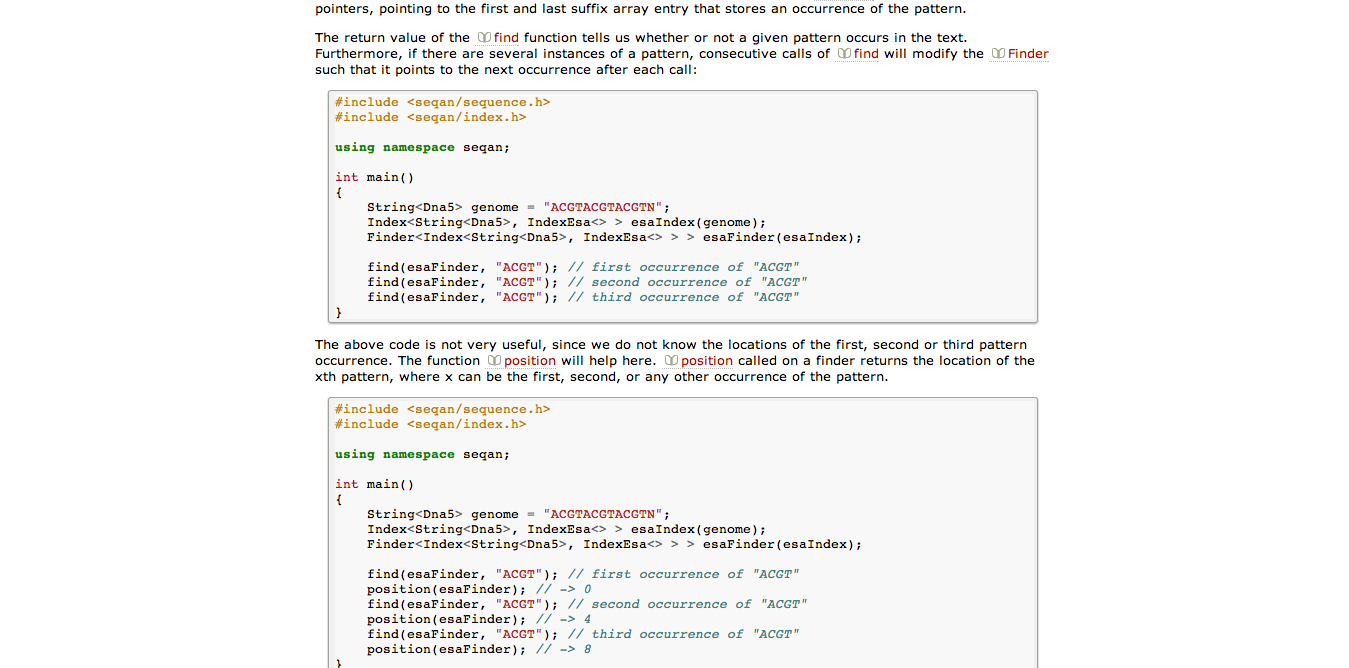 pointers, pointing to the first and last suffix array entry that stores an occurrence of the pattern.
The return value of the find function tells us whether or not a given pattern occurs in the text.
Furthermore, if there are several instances of a pattern, consecutive calls of find will modify the Finder
such that it points to the next occurrence after each call:
#include <seqan/sequence.h>
#include <seqan/index.h>
using namespace seqan;
int main()
{
    String<Dna5> genome = "ACGTACGTACGTN";
    Index<String<Dna5>, IndexEsa<> > esaIndex(genome);
    Finder<Index<String<Dna5>, IndexEsa<> > > esaFinder(esaIndex);
    find(esaFinder, "ACGT"); // first occurrence of "ACGT"
    find(esaFinder, "ACGT"); // second occurrence of "ACGT"
    find(esaFinder, "ACGT"); // third occurrence of "ACGT"
}
The above code is not very useful, since we do not know the locations of the first, second or third pattern
occurrence. The function position will help here. position called on a finder returns the location of the
xth pattern, where x can be the first, second, or any other occurrence of the pattern.
#include <seqan/sequence.h>
#include <seqan/index.h>
using namespace seqan;
int main()
{
    String<Dna5> genome = "ACGTACGTACGTN";
    Index<String<Dna5>, IndexEsa<> > esaIndex(genome);
    Finder<Index<String<Dna5>, IndexEsa<> > > esaFinder(esaIndex);
    find(esaFinder, "ACGT"); // first occurrence of "ACGT"
    position(esaFinder); // -> 0
    find(esaFinder, "ACGT"); // second occurrence of "ACGT"
    position(esaFinder); // -> 4
    find(esaFinder, "ACGT"); // third occurrence of "ACGT"
    position(esaFinder); // -> 8
}